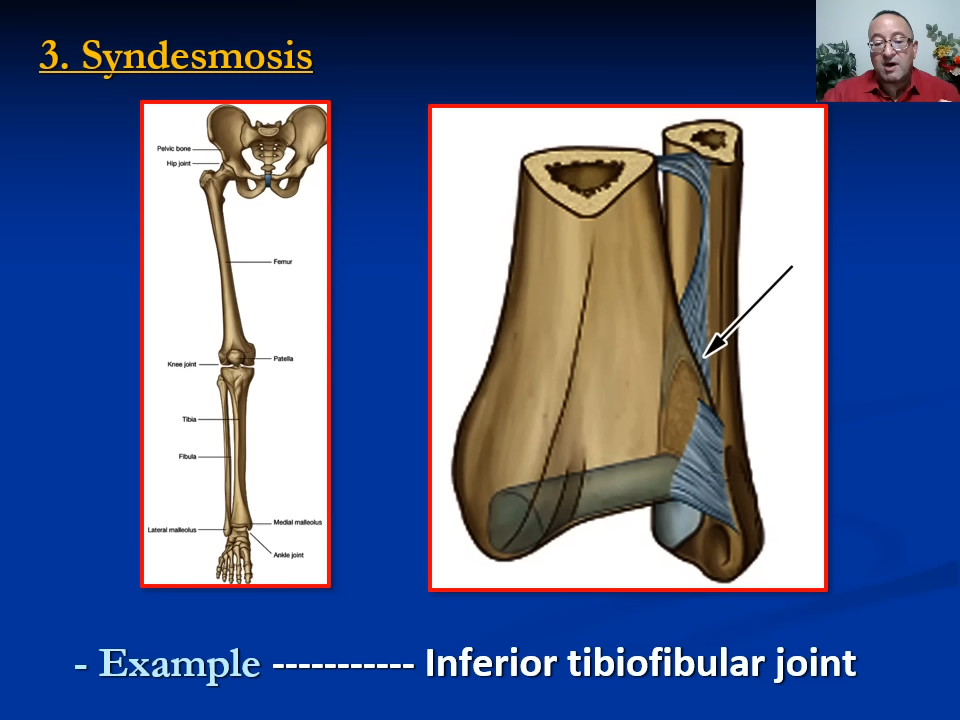 3. Syndesmosis
Pelvic bone
Hip joint
Femur
Knee joint
Patella
Tibia
Fibula
Lateral malleolus
Medial malleolus
Ankle joint
- Example ----------- Inferior tibiofibular joint